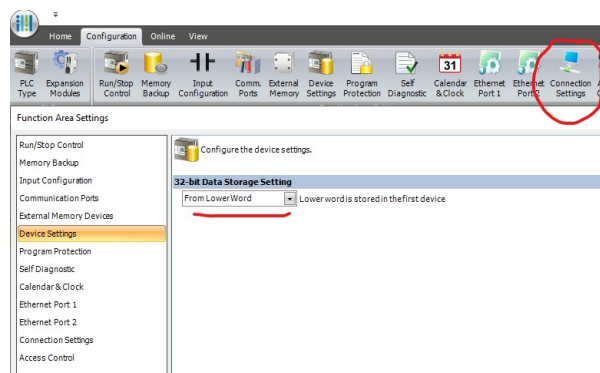 Home Configuration Online View
PLC Type
Expansion Modules
Run/Stop Control
Memory Backup
Input Configuration
Comm. Ports
External Memory
Device Settings
Program Protection
Self Diagnostic
31
Calendar & Clock
Ethernet Port 1
Ethernet Port 2
Connection Settings
Function Area Settings
Run/Stop Control
Memory Backup
Input Configuration
Communication Ports
External Memory Devices
Device Settings
Program Protection
Self Diagnostic
Calendar & Clock
Ethernet Port 1
Ethernet Port 2
Connection Settings
Access Control
Configure the device settings.
32-bit Data Storage Setting
From Lower Word
Lower word is stored in the first device